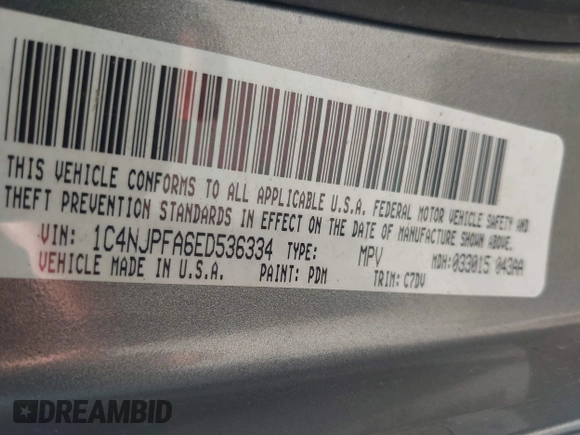 THIS VEHICLE CONFORMS TO ALL APPLICABLE U.S.A. FEDERAL MOTOR VEHICLE SAFETY AND
THEFT PREVENTION STANDARDS IN EFFECT ON THE DATE OF MANUFACTURE SHOWN ABOVE.
VIN: 1C4NJPFA6ED536334 TYPE: MPV MDH:033015 043AA
VEHICLE MADE IN U.S.A. PAINT: PDM TRIM: C7DV
DREAMBID